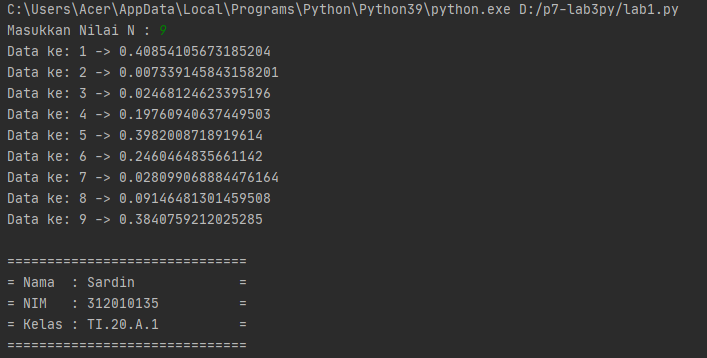 C:\Users\Acer\AppData\Local\Programs\Python\Python39\python.exe D:/p7-lab3py/lab1.py
Masukkan Nilai N : 9
Data ke: 1 -> 0.40854105673185204
Data ke: 2 -> 0.007339145843158201
Data ke: 3 -> 0.02468124623395196
Data ke: 4 -> 0.19760940637449503
Data ke: 5 -> 0.3982008718919614
Data ke: 6 -> 0.2460464835661142
Data ke: 7 -> 0.028099068884476164
Data ke: 8 -> 0.09146481301459508
Data ke: 9 -> 0.3840759212025285

==============================
= Nama  : Sardin             =
= NIM   : 312010135          =
= Kelas : TI.20.A.1          =
==============================